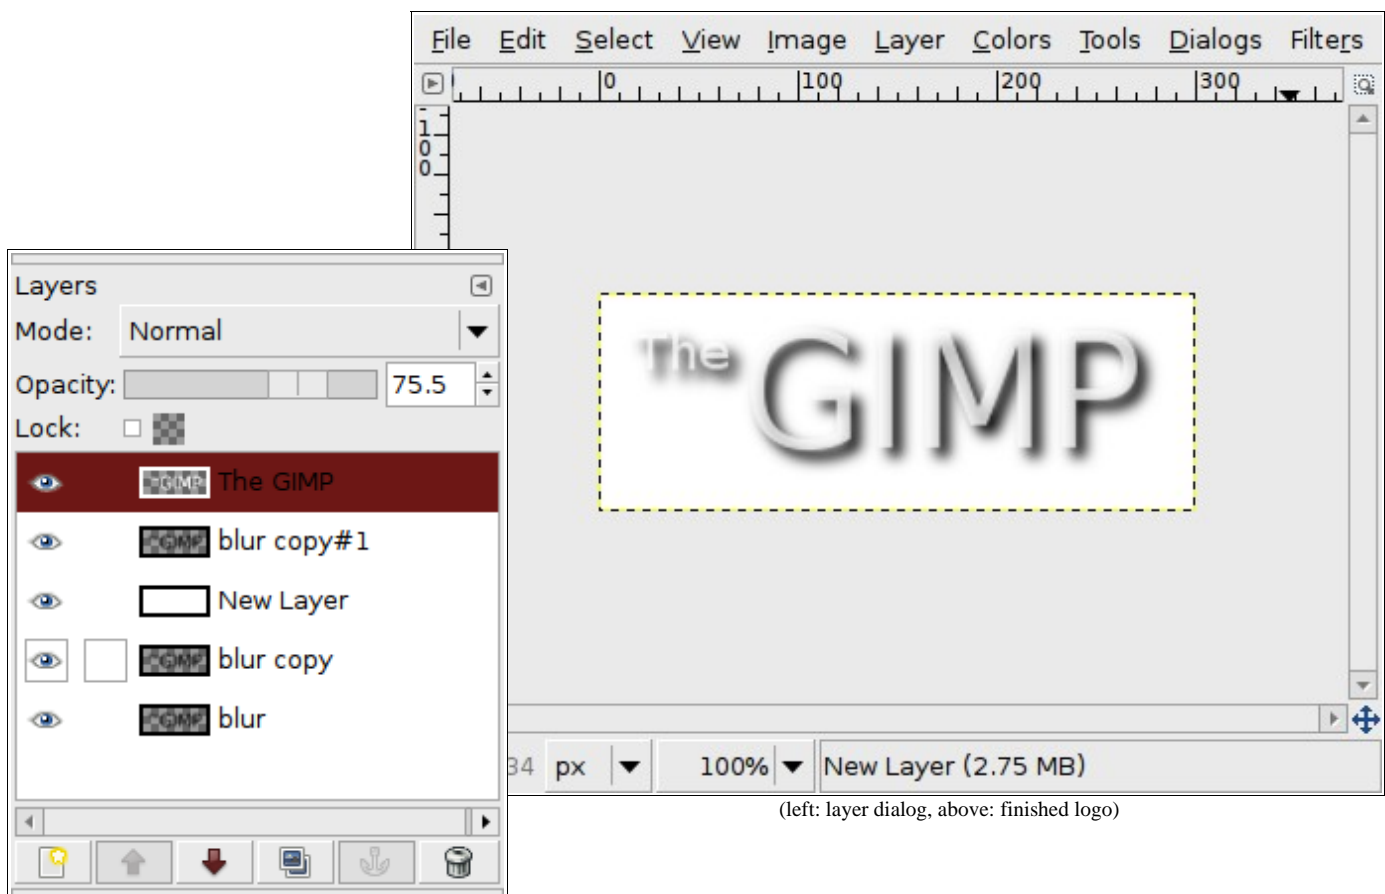 File Edit Select View Image Layer Colors Tools Dialogs Filters
0 100 200 300
100
The GIMP
Layers
Mode: Normal
Opacity: 75.5
Lock:
The GIMP
blur copy#1
New Layer
blur copy
blur
34 px 100% New Layer (2.75 MB)
(left: layer dialog, above: finished logo)